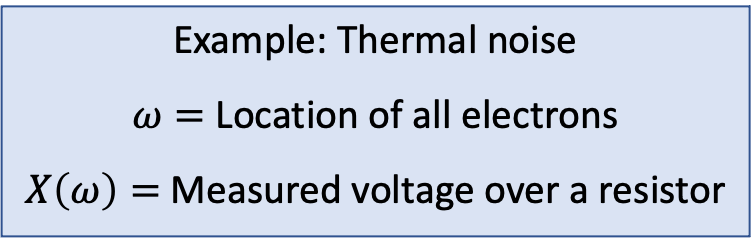 Example: Thermal noise
𝜔 = Location of all electrons
𝑋(𝜔) = Measured voltage over a resistor